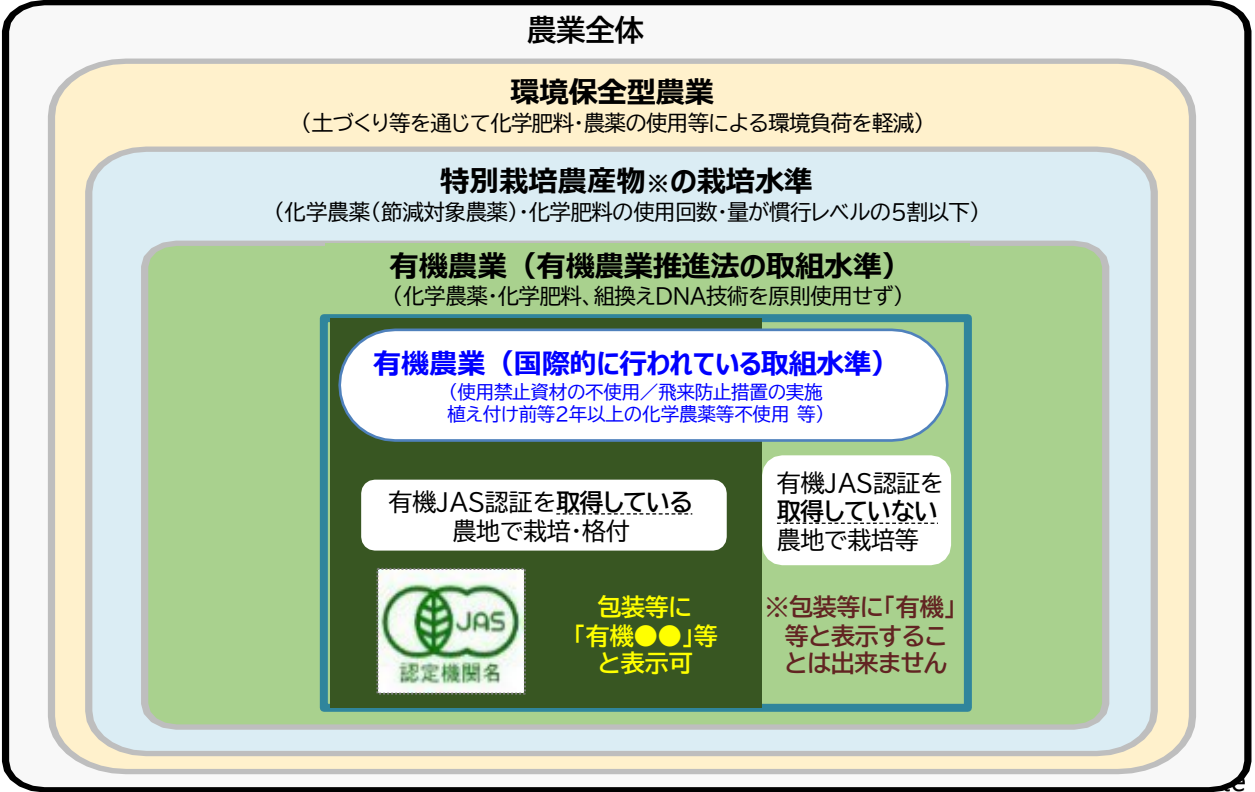 農業全体
環境保全型農業
（土づくり等を通じて化学肥料・農薬の使用等による環境負荷を軽減）
特別栽培農産物※の栽培水準
（化学農薬（節減対象農薬）・化学肥料の使用回数・量が慣行レベルの5割以下）
有機農業（有機農業推進法の取組水準）
（化学農薬・化学肥料、組換えDNA技術を原則使用せず）
有機農業（国際的に行われている取組水準）
（使用禁止資材の不使用／飛来防止措置の実施
植え付け前等2年以上の化学農薬等不使用 等）
有機JAS認証を取得している
農地で栽培・格付
有機JAS認証を
取得していない
農地で栽培等
JAS
認定機関名
包装等に
「有機●●」等
と表示可
※包装等に「有機」
等と表示するこ
とは出来ません